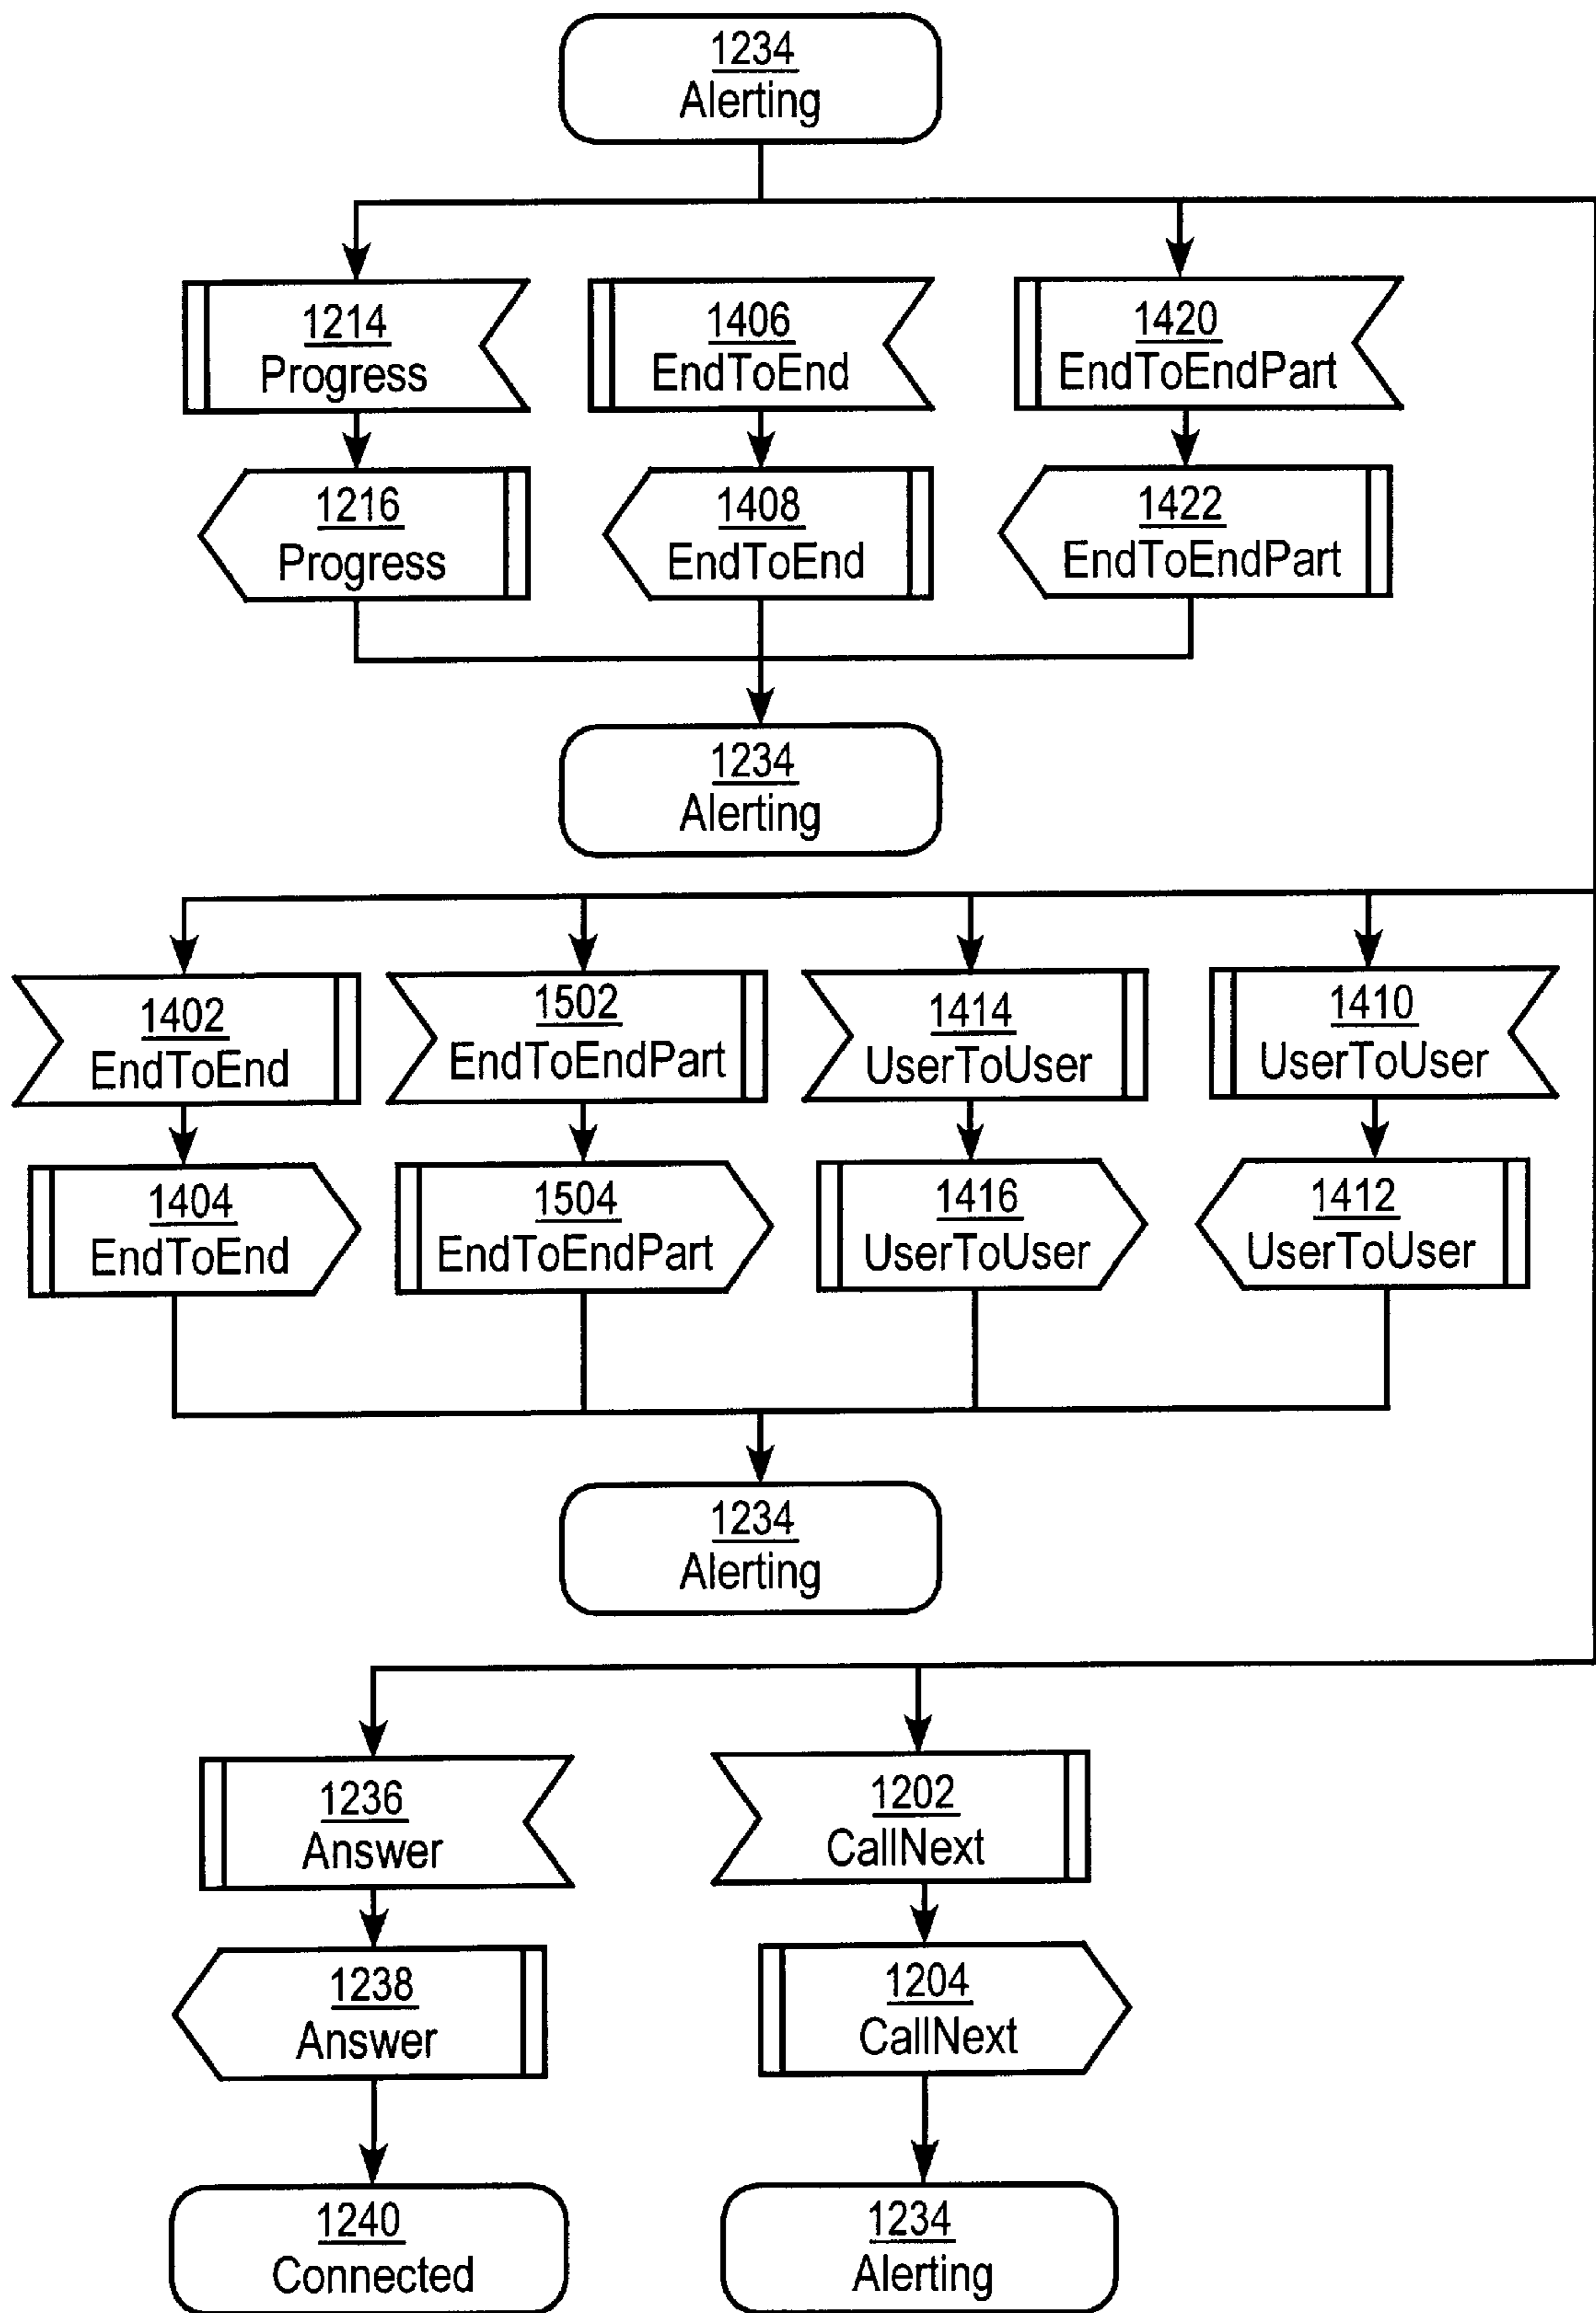 1234
Alerting
1214
Progress
1406
EndToEnd
1420
EndToEndPart
1216
Progress
1408
EndToEnd
1422
EndToEndPart
1234
Alerting
1402
EndToEnd
1502
EndToEndPart
1414
UserToUser
1410
UserToUser
1404
EndToEnd
1504
EndToEndPart
1416
UserToUser
1412
UserToUser
1234
Alerting
1236
Answer
1202
CallNext
1238
Answer
1204
CallNext
1240
Connected
1234
Alerting